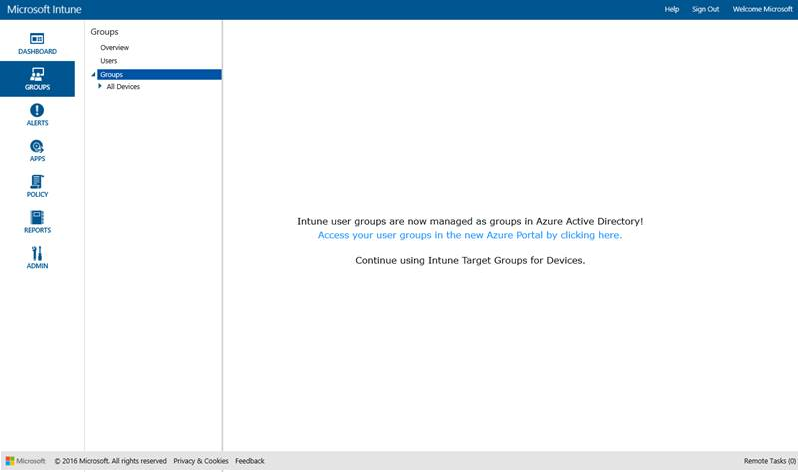 Microsoft Intune
Help Sign Out Welcome Microsoft
DASHBOARD
GROUPS
ALERTS
APPS
POLICY
REPORTS
ADMIN
Groups
Overview
Users
Groups
All Devices
Intune user groups are now managed as groups in Azure Active Directory!
Access your user groups in the new Azure Portal by clicking here.
Continue using Intune Target Groups for Devices.
Microsoft © 2016 Microsoft. All rights reserved Privacy & Cookies Feedback Remote Tasks (0)